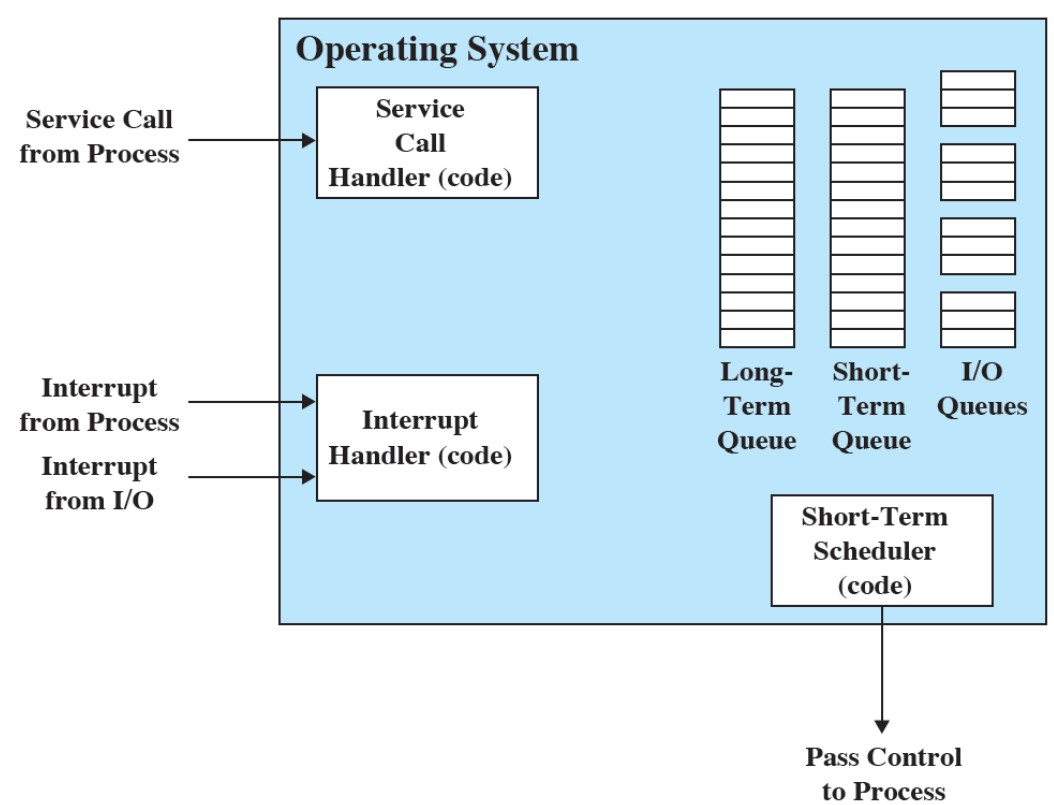 Operating System
Service Call
from Process
Service
Call
Handler (code)
Interrupt
from Process
Interrupt
from I/O
Interrupt
Handler (code)
Long-
Term
Queue
Short-
Term
Queue
I/O
Queues
Short-Term
Scheduler
(code)
Pass Control
to Process